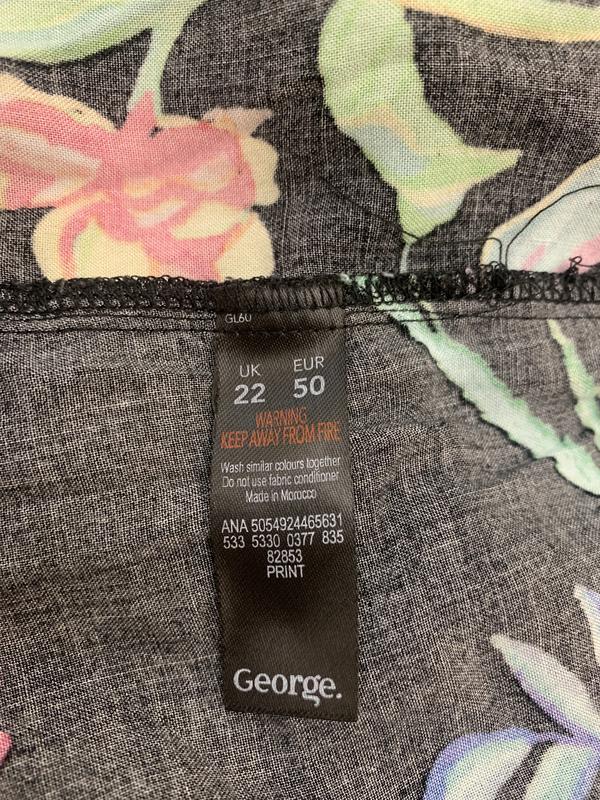 GL60
UK EUR
22 50
WARNING
KEEP AWAY FROM FIRE
Wash similar colours together
Do not use fabric conditioner
Made in Morocco
ANA 5054924465631
533 5330 0377 835
82853
PRINT
George.